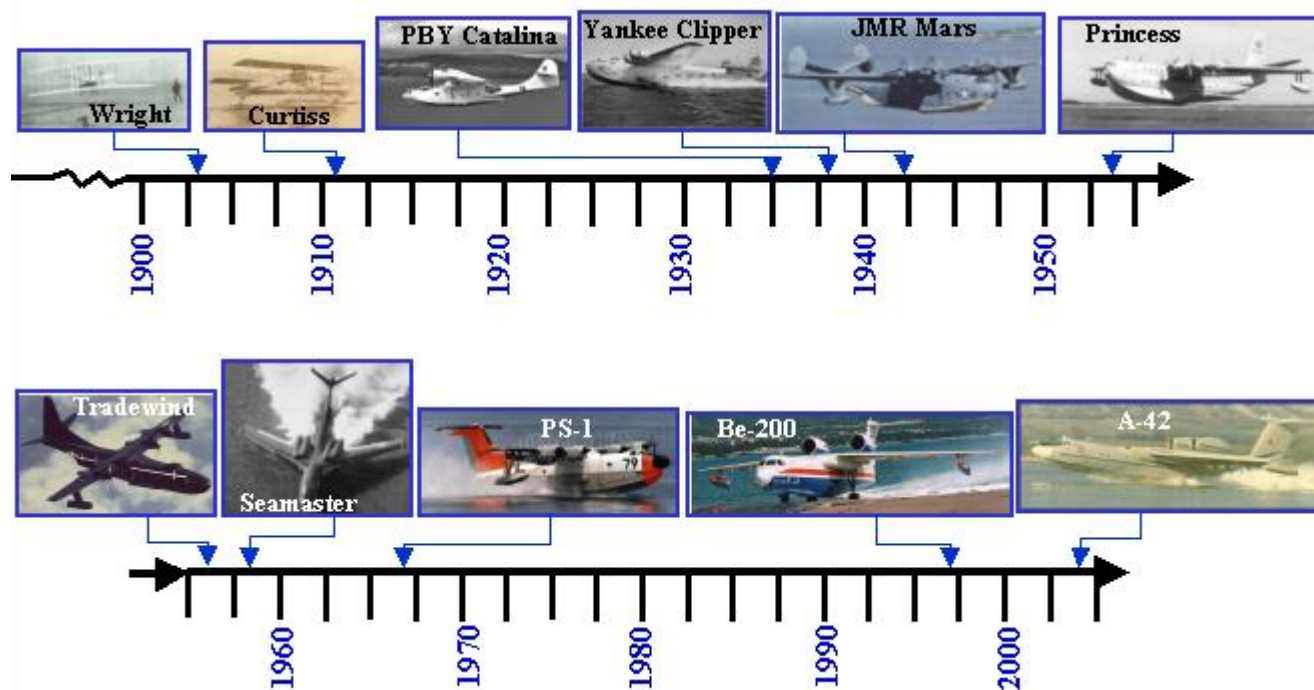 PBY Catalina
Yankee Clipper
JMR Mars
Princess
Wright
Curtiss
1900
1910
1920
1930
1940
1950
Tradewind
Seamaster
PS-1
79
Be-200
A-42
1960
1970
1980
1990
2000